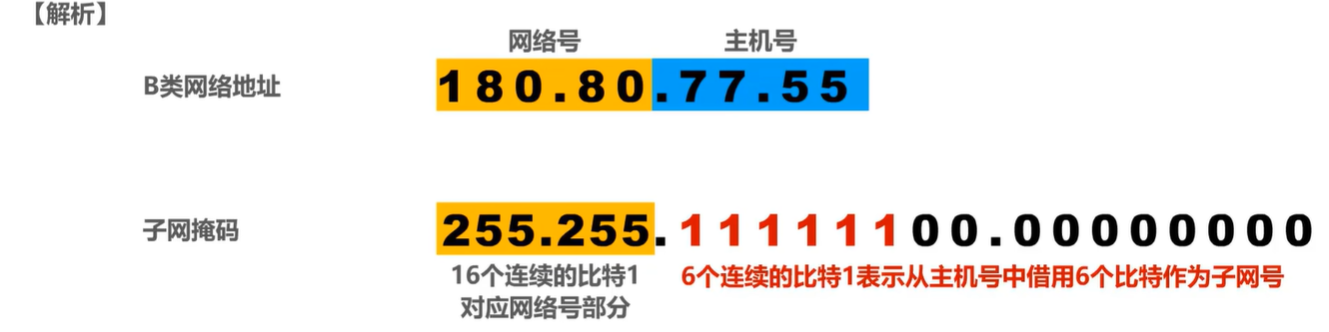 【解析】
网络号 主机号
B类网络地址 180.80.77.55
子网掩码 255.255.11111100.00000000
16个连续的比特1 6个连续的比特1表示从主机号中借用6个比特作为子网号
对应网络号部分